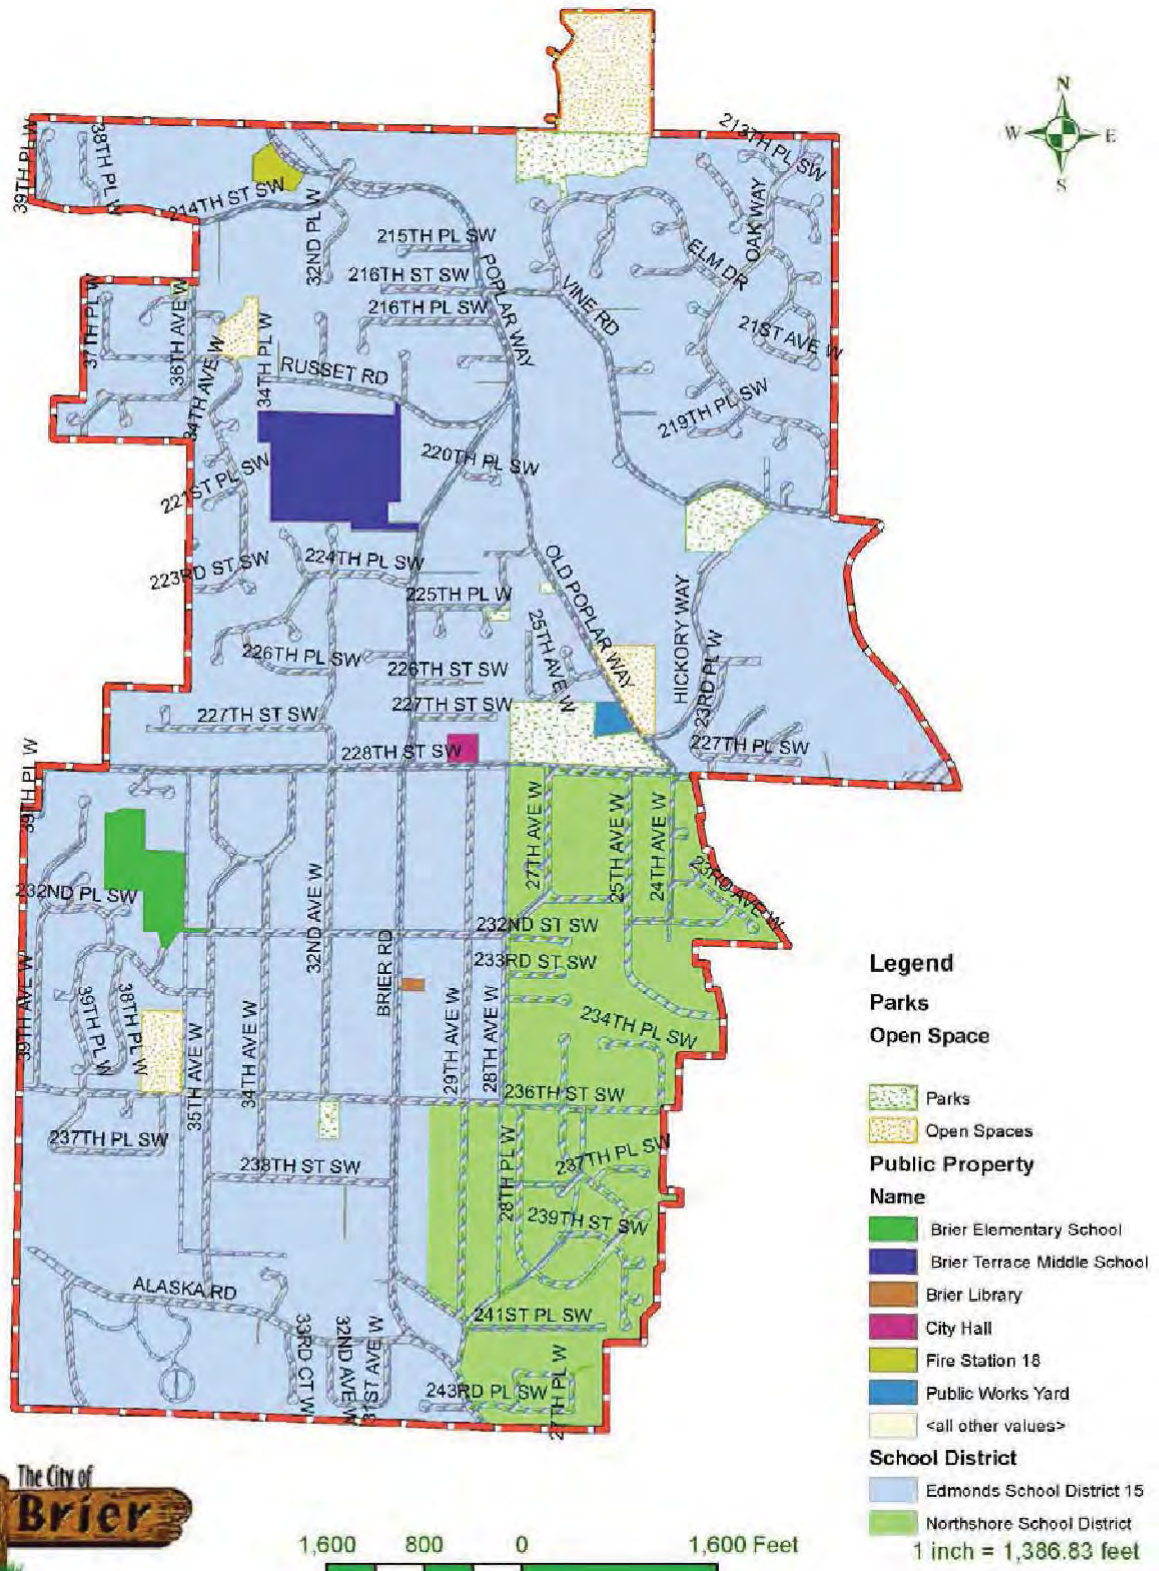 N
W E
S
39TH PL W
38TH PL W
214TH ST SW
32ND PL W
213TH PL SW
OAK WAY
ELM DR
215TH PL SW
216TH ST SW
216TH PL SW
POPLAR WAY
VINE RD
21ST AVE W
37TH PL W
36TH AVE W
34TH AVE W
34TH PL W
RUSSET RD
219TH PL SW
220TH PL SW
221ST PL SW
223RD ST SW
224TH PL SW
225TH PL W
OLD POPLAR WAY
25TH AVE W
HICKORY WAY
23RD PL W
226TH PL SW
226TH ST SW
227TH ST SW
227TH ST SW
227TH PL SW
228TH ST SW
39TH PL W
232ND PL SW
27TH AVE W
25TH AVE W
24TH AVE W
23RD AVE W
32ND AVE W
232ND ST SW
233RD ST SW
BRIER RD
39TH AVE W
39TH PL W
38TH PL W
35TH AVE W
34TH AVE W
29TH AVE W
28TH AVE W
234TH PL SW
236TH ST SW
237TH PL SW
237TH PL SW
238TH ST SW
28TH PL W
239TH ST SW
ALASKA RD
241ST PL SW
33RD CT W
32ND AVE W
31ST AVE W
243RD PL SW
27TH PL W
Legend
Parks
Open Space
Parks
Open Spaces
Public Property
Name
Brier Elementary School
Brier Terrace Middle School
Brier Library
City Hall
Fire Station 18
Public Works Yard
<all other values>
School District
Edmonds School District 15
Northshore School District
1 inch = 1,386.83 feet
The City of
Brier
1,600 800 0 1,600 Feet